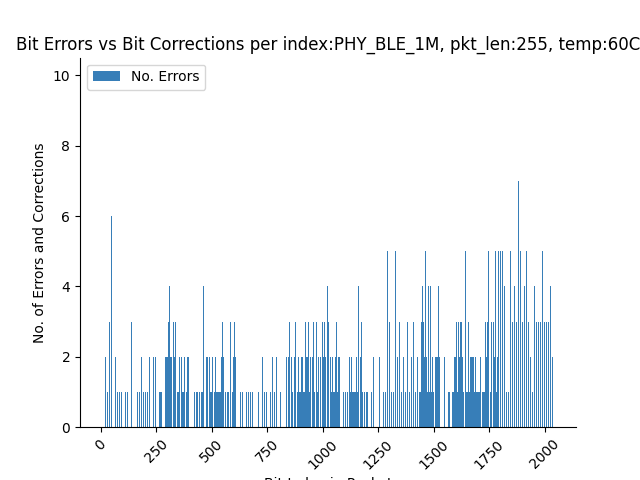 Bit Errors vs Bit Corrections per index:PHY_BLE_1M, pkt_len:255, temp:60C
No. Errors
No. of Errors and Corrections
10
8
6
4
2
0
0 250 500 750 1000 1250 1500 1750 2000